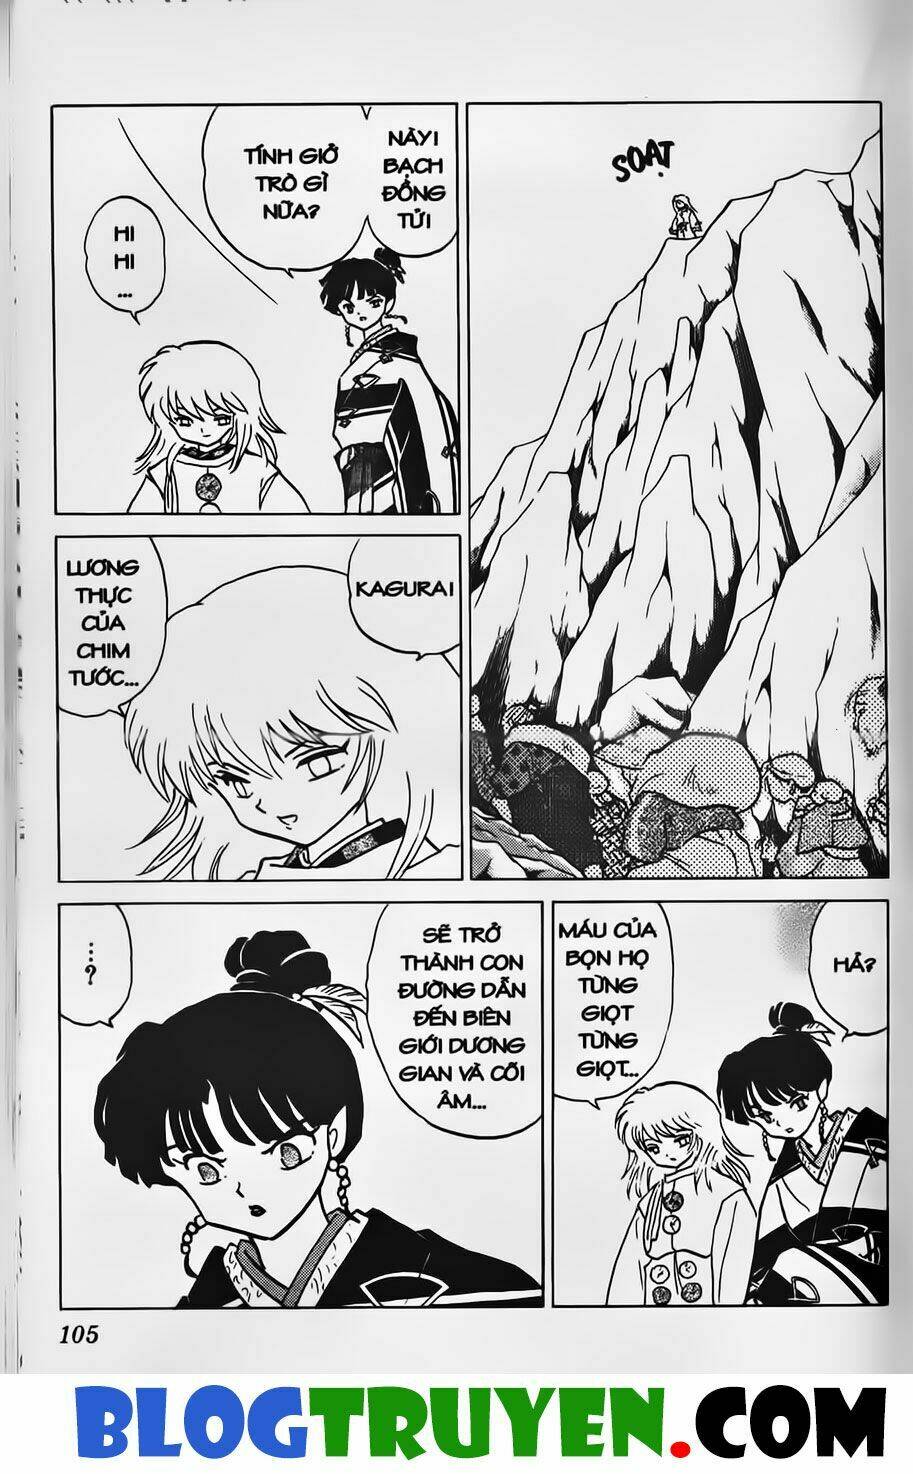 SOẠT
NÀY!
BẠCH
ĐỒNG
TỬ!
TÍNH GIỞ
TRÒ GÌ
NỮA?
HI
HI
...
KAGURA!
LƯƠNG
THỰC
CỦA
CHIM
TƯỚC...
HẢ?
MÁU CỦA
BỌN HỌ
TỪNG
GIỌT
TỪNG
GIỌT...
SẼ TRỞ
THÀNH CON
ĐƯỜNG DẪN
ĐẾN BIÊN
GIỚI DƯƠNG
GIAN VÀ CÕI
ÂM...
...?
105
BLOGTRUYEN.COM